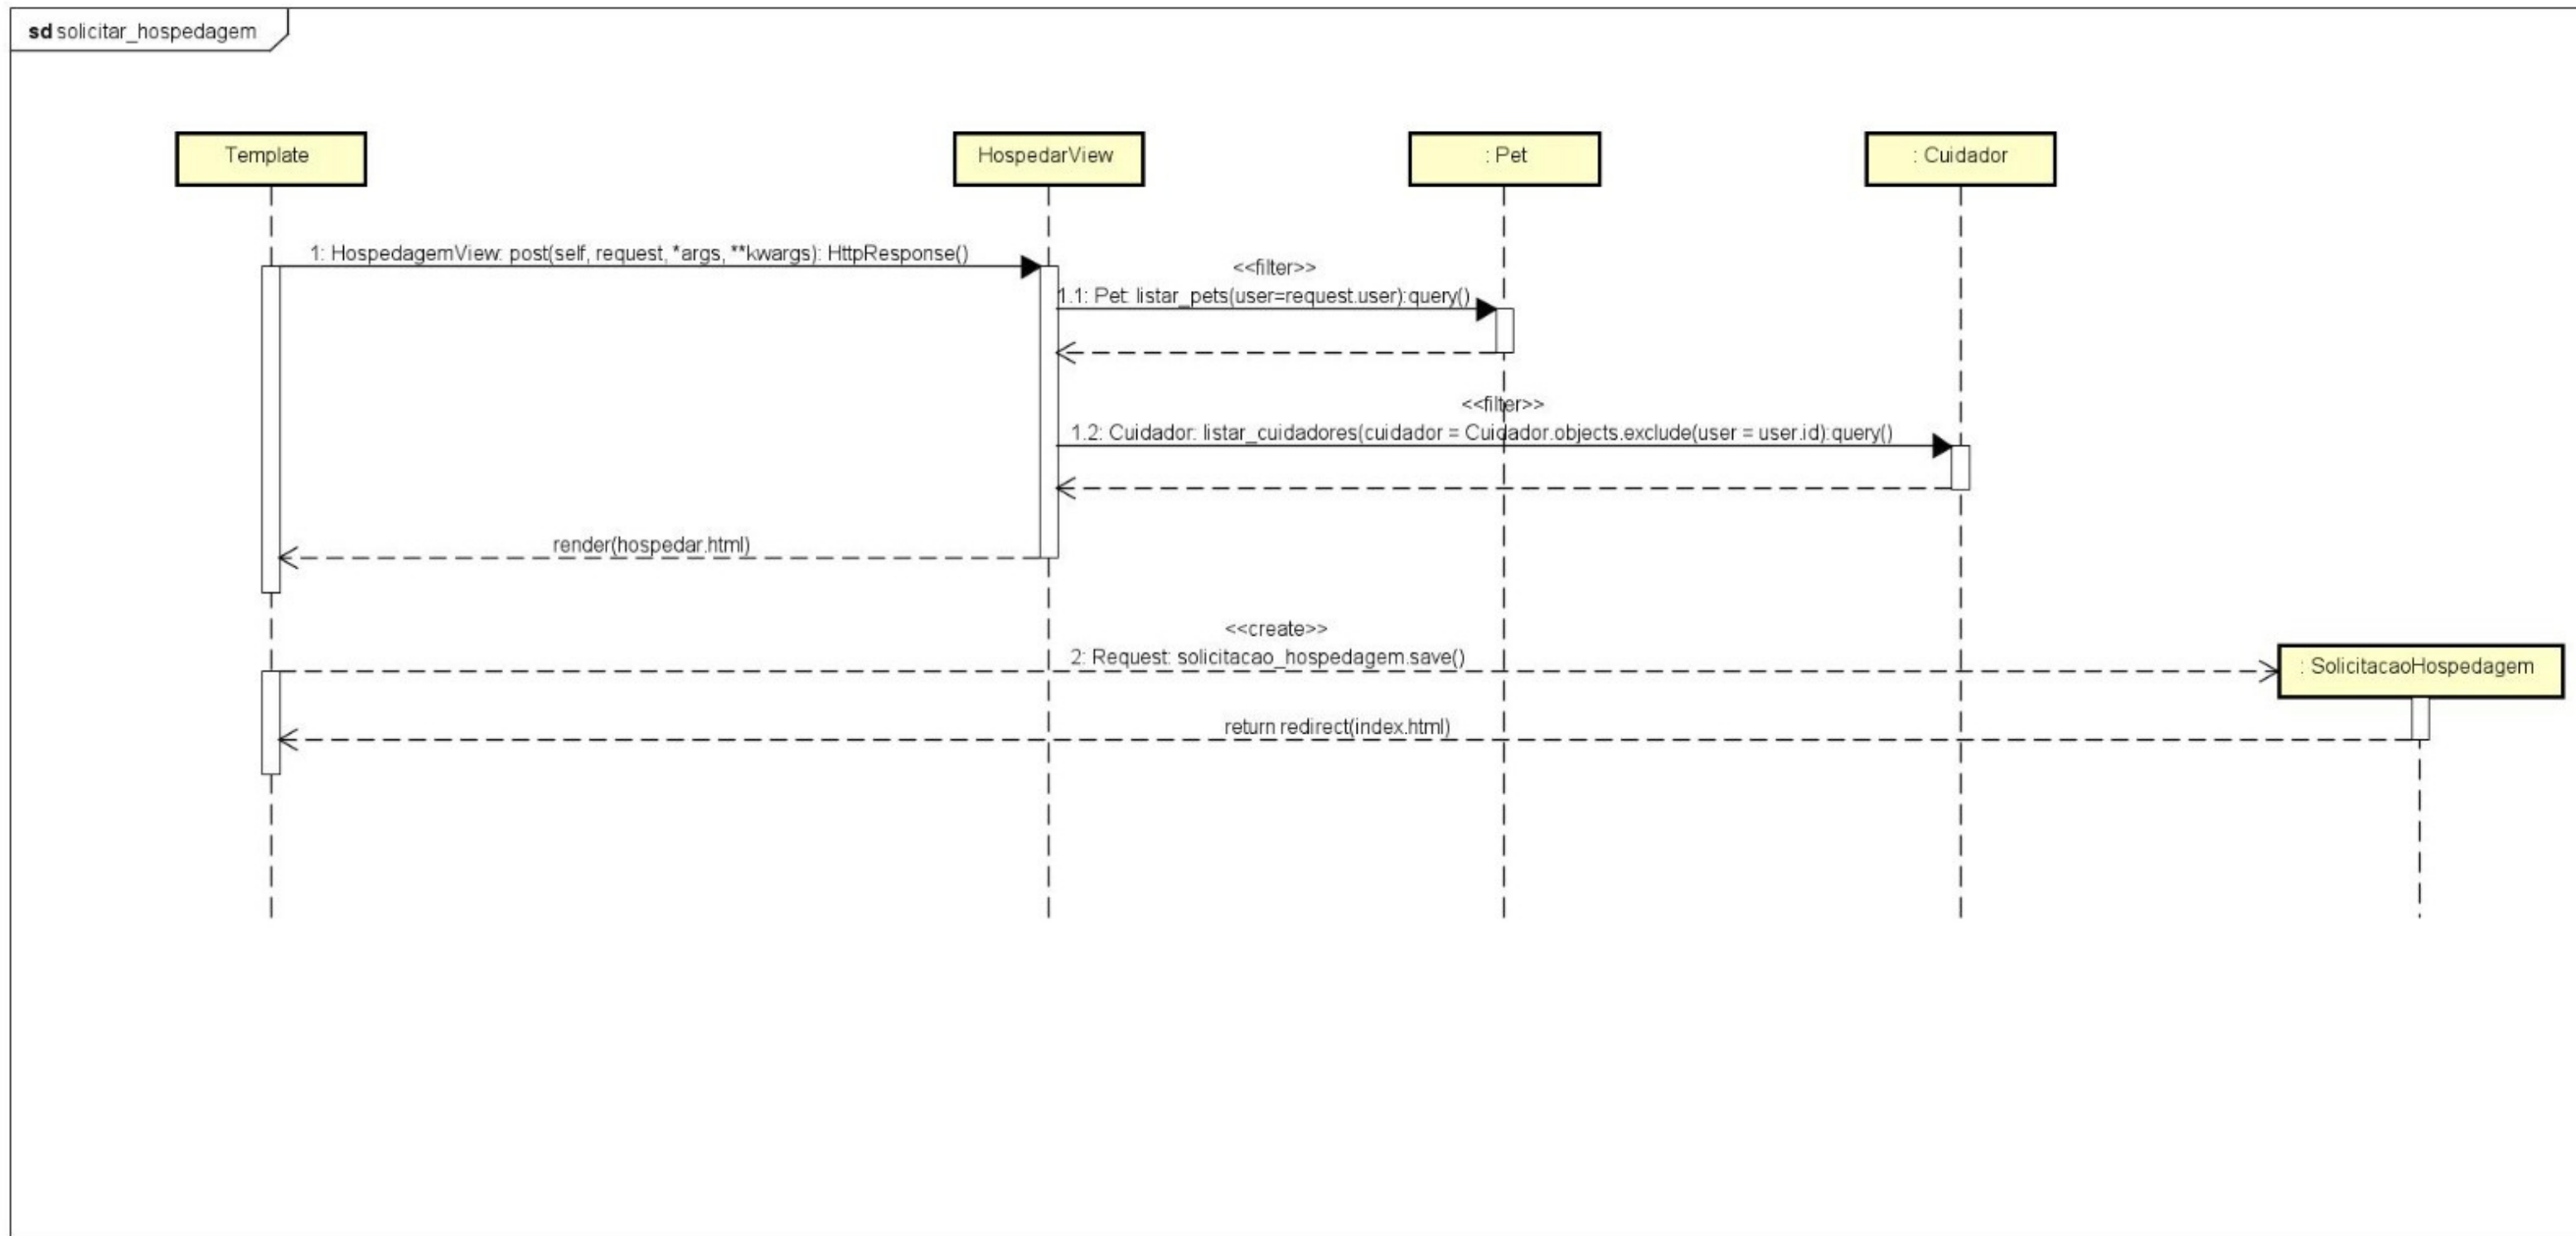 sd solicitar_hospedagem
Template
HospedarView
: Pet
: Cuidador
1: HospedagemView: post(self, request, *args, **kwargs): HttpResponse()
<<filter>>
1.1: Pet: listar_pets(user=request.user):query()
<<filter>>
1.2: Cuidador: listar_cuidadores(cuidador = Cuidador.objects.exclude(user = user.id):query()
render(hospedar.html)
<<create>>
2: Request: solicitacao_hospedagem.save()
: SolicitacaoHospedagem
return redirect(index.html)